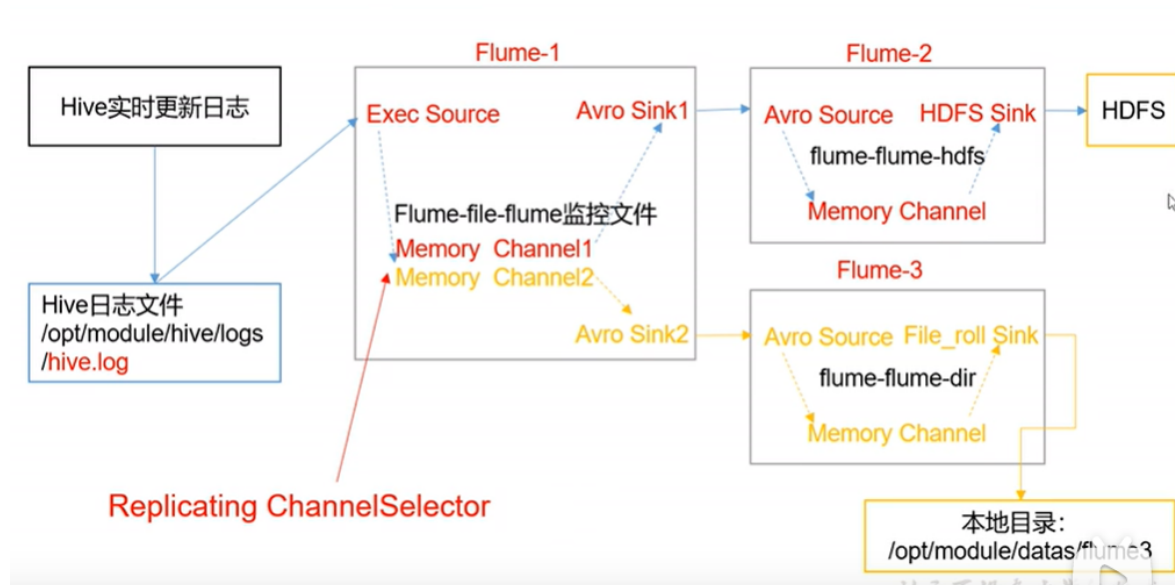 Flume-1
Flume-2
Hive实时更新日志
Exec Source
Avro Sink1
Avro Source
HDFS Sink
HDFS
flume-flume-hdfs
Memory Channel
Flume-file-flume监控文件
Memory Channel1
Memory Channel2
Avro Sink2
Flume-3
Hive日志文件
/opt/module/hive/logs
/hive.log
Avro Source
File_roll Sink
flume-flume-dir
Memory Channel
Replicating ChannelSelector
本地目录:
/opt/module/datas/flume3